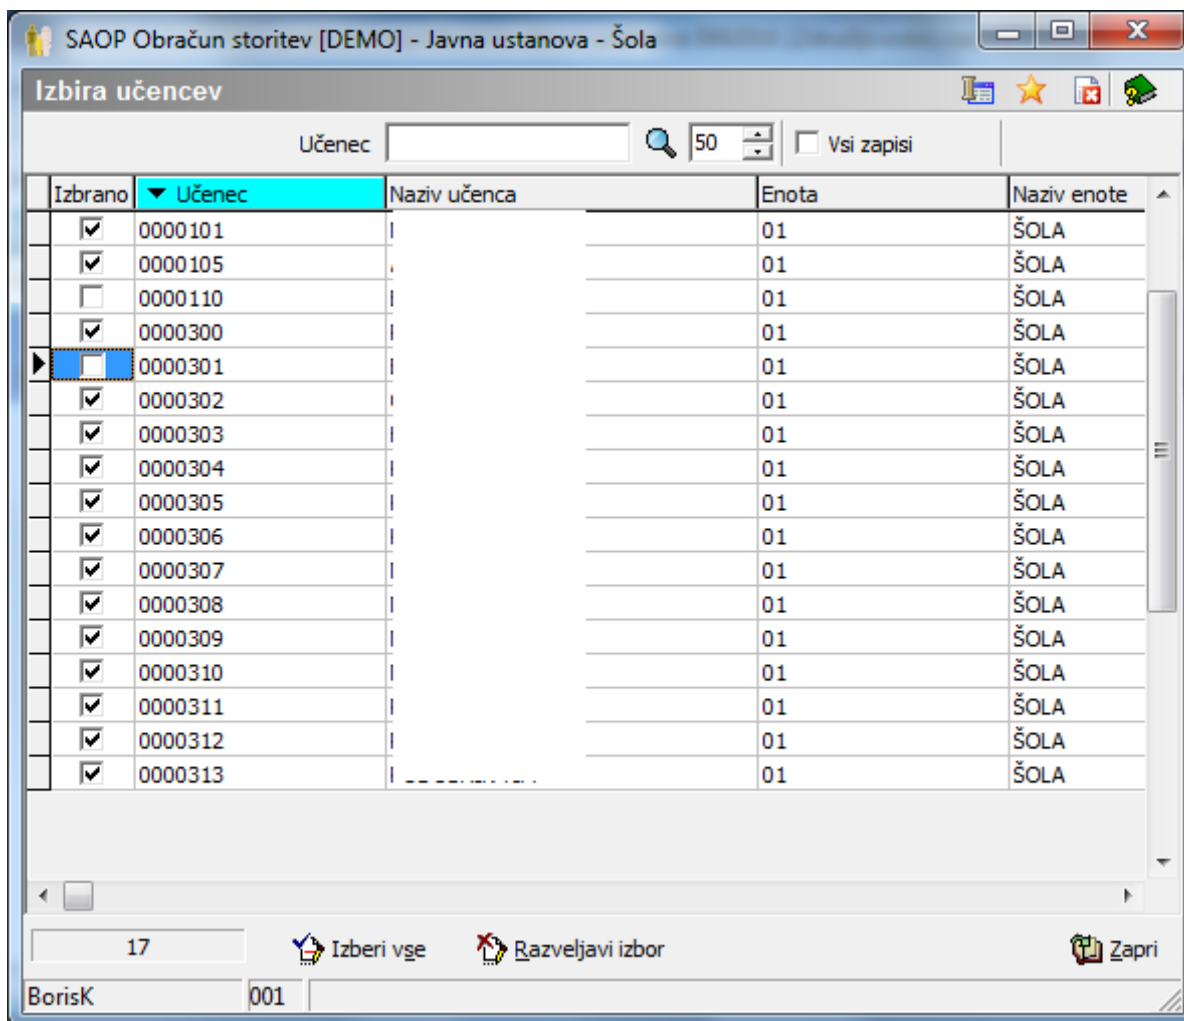 SAOP Obračun storitev [DEMO] - Javna ustanova - Šola
Izbira učencev
Učenec 50 Vsi zapisi
Izbrano Učenec Naziv učenca Enota Naziv enote
0000101 01 ŠOLA
0000105 01 ŠOLA
0000110 01 ŠOLA
0000300 01 ŠOLA
0000301 01 ŠOLA
0000302 01 ŠOLA
0000303 01 ŠOLA
0000304 01 ŠOLA
0000305 01 ŠOLA
0000306 01 ŠOLA
0000307 01 ŠOLA
0000308 01 ŠOLA
0000309 01 ŠOLA
0000310 01 ŠOLA
0000311 01 ŠOLA
0000312 01 ŠOLA
0000313 01 ŠOLA
17 Izberi vse Razveljavi izbor Zapri
BorisK 001